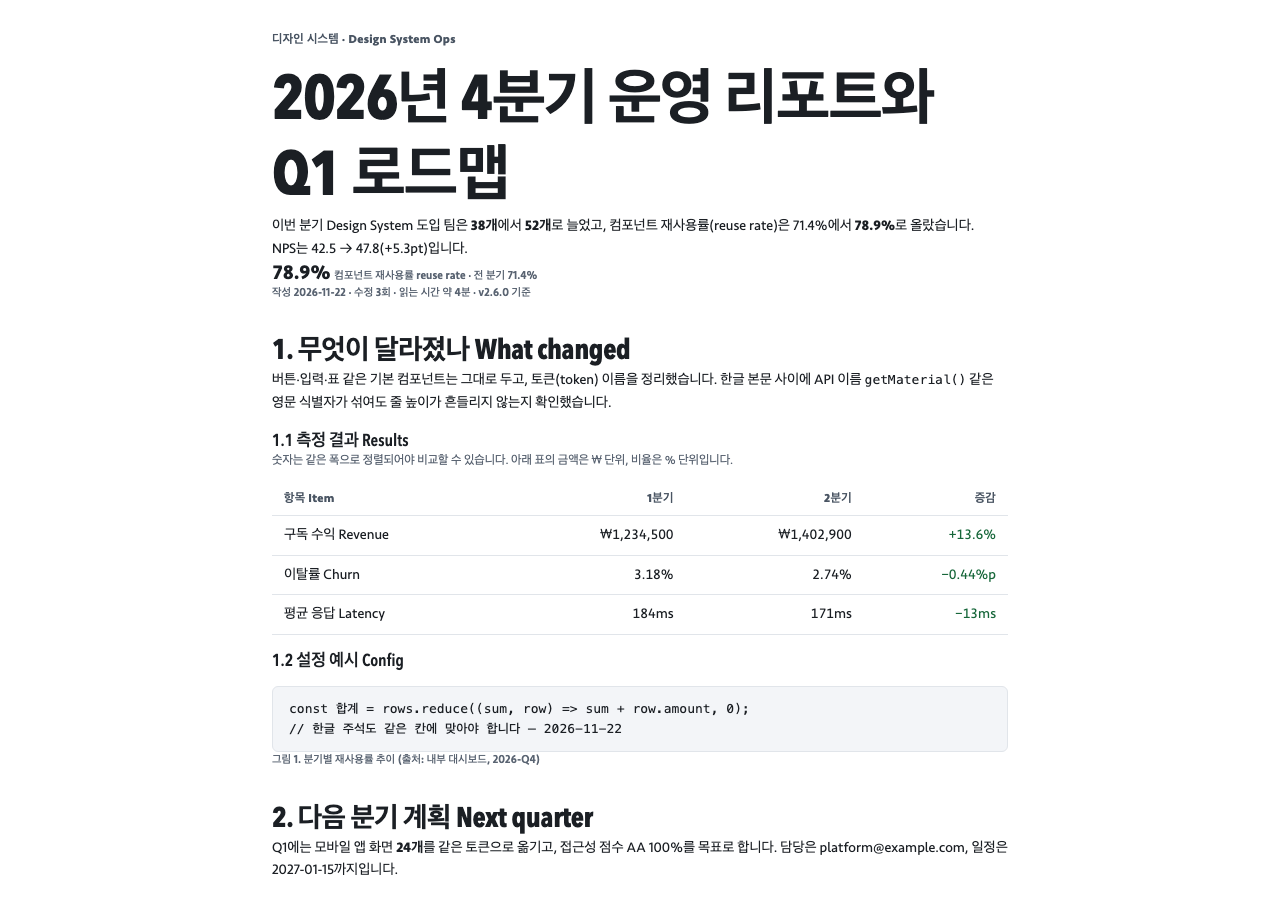 디자인 시스템 · Design System Ops
2026년 4분기 운영 리포트와
Q1 로드맵
이번 분기 Design System 도입 팀은 38개에서 52개로 늘었고, 컴포넌트 재사용률(reuse rate)은 71.4%에서 78.9%로 올랐습니다.
NPS는 42.5 → 47.8(+5.3pt)입니다.
78.9% 컴포넌트 재사용률 reuse rate · 전 분기 71.4%
작성 2026-11-22 · 수정 3회 · 읽는 시간 약 4분 · v2.6.0 기준
1. 무엇이 달라졌나 What changed
버튼·입력·표 같은 기본 컴포넌트는 그대로 두고, 토큰(token) 이름을 정리했습니다. 한글 본문 사이에 API 이름 getMaterial() 같은
영문 식별자가 섞여도 줄 높이가 흔들리지 않는지 확인했습니다.
1.1 측정 결과 Results
숫자는 같은 폭으로 정렬되어야 비교할 수 있습니다. 아래 표의 금액은 ₩ 단위, 비율은 % 단위입니다.
항목 Item 1분기 2분기 증감
구독 수익 Revenue ₩1,234,500 ₩1,402,900 +13.6%
이탈률 Churn 3.18% 2.74% −0.44%p
평균 응답 Latency 184ms 171ms −13ms
1.2 설정 예시 Config
const 합계 = rows.reduce((sum, row) => sum + row.amount, 0);
// 한글 주석도 같은 칸에 맞아야 합니다 — 2026-11-22
그림 1. 분기별 재사용률 추이 (출처: 내부 대시보드, 2026-Q4)
2. 다음 분기 계획 Next quarter
Q1에는 모바일 앱 화면 24개를 같은 토큰으로 옮기고, 접근성 점수 AA 100%를 목표로 합니다. 담당은 platform@example.com, 일정은
2027-01-15까지입니다.